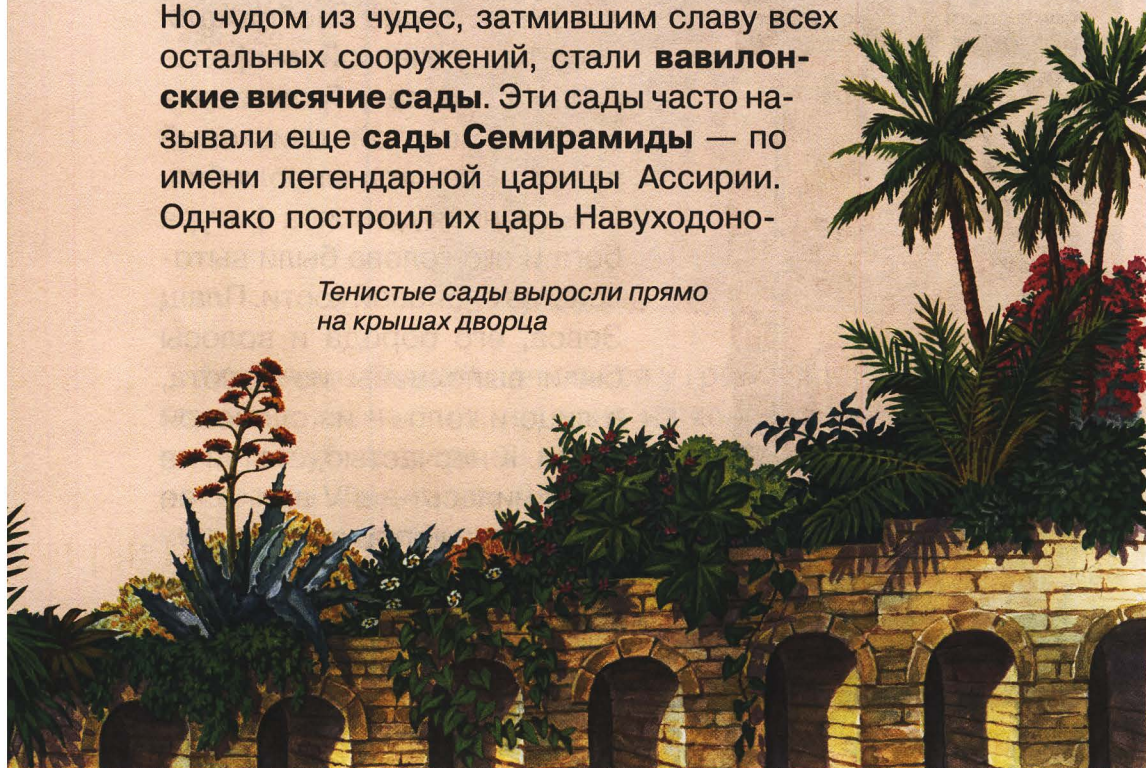 Но чудом из чудес, затмившим славу всех
остальных сооружений, стали вавилон-
ские висячие сады. Эти сады часто на-
зывали еще сады Семирамиды — по
имени легендарной царицы Ассирии.
Однако построил их царь Навуходоно-
Тенистые сады выросли прямо
на крышах дворца